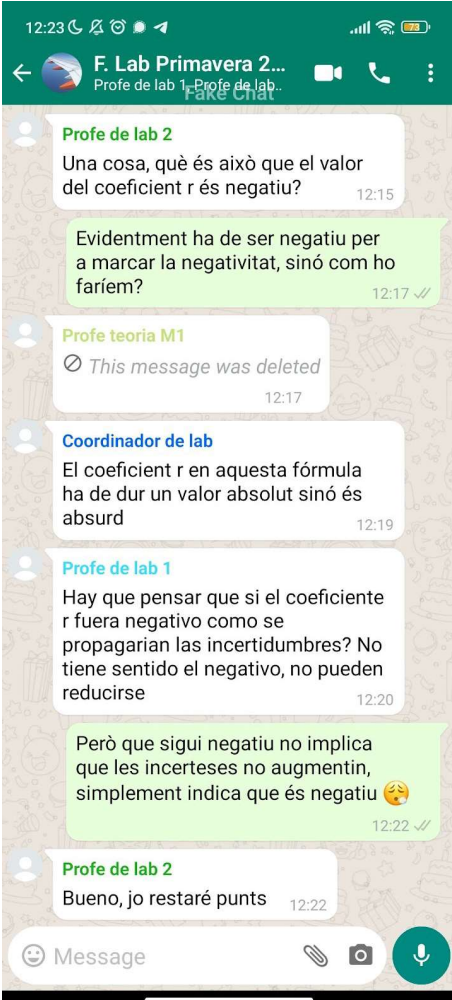 12:23
73
F. Lab Primavera 2...
Profe de lab 1, Profe de lab..
Fake Chat
Profe de lab 2
Una cosa, què és això que el valor
del coeficient r és negatiu?
12:15
Evidentment ha de ser negatiu per
a marcar la negativitat, sinó com ho
faríem?
12:17
Profe teoria M1
This message was deleted
12:17
Coordinador de lab
El coeficient r en aquesta fórmula
ha de dur un valor absolut sinó és
absurd
12:19
Profe de lab 1
Hay que pensar que si el coeficiente
r fuera negativo como se
propagarian las incertidumbres? No
tiene sentido el negativo, no pueden
reducirse
12:20
Però que sigui negatiu no implica
que les incerteses no augmentin,
simplement indica que és negatiu 😮‍💨
12:22
Profe de lab 2
Bueno, jo restaré punts
12:22
Message